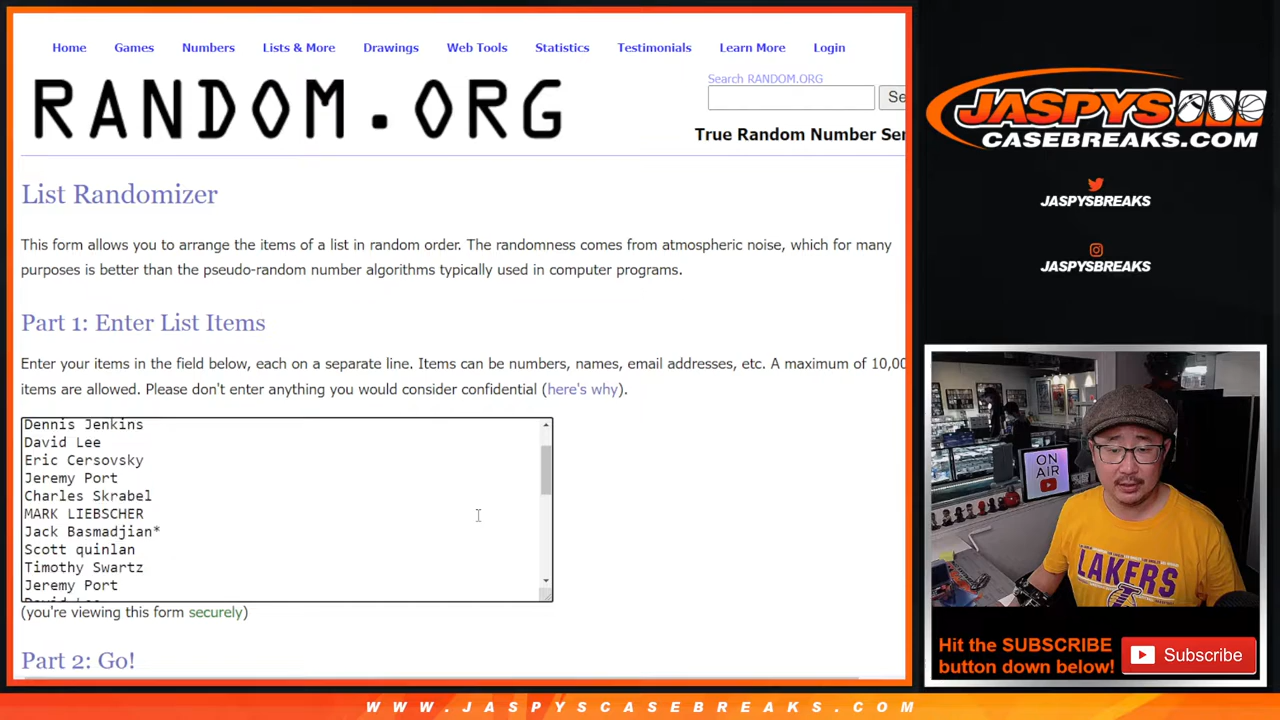 Home Games Numbers Lists & More Drawings Web Tools Statistics Testimonials Learn More Login
RANDOM.ORG
Search RANDOM.ORG
Se
True Random Number Ser
List Randomizer
This form allows you to arrange the items of a list in random order. The randomness comes from atmospheric noise, which for many
purposes is better than the pseudo-random number algorithms typically used in computer programs.
Part 1: Enter List Items
Enter your items in the field below, each on a separate line. Items can be numbers, names, email addresses, etc. A maximum of 10,00
items are allowed. Please don't enter anything you would consider confidential (here's why).
Dennis Jenkins
David Lee
Eric Cersovsky
Jeremy Port
Charles Skrabel
MARK LIEBSCHER
Jack Basmadjian*
Scott quinlan
Timothy Swartz
Jeremy Port
(you're viewing this form securely)
Part 2: Go!
JASPYS
CASEBREAKS.COM
JASPYSBREAKS
JASPYSBREAKS
ON
AIR
LAKERS
Hit the SUBSCRIBE
button down below!
Subscribe
WWW.JASPYSCASEBREAKS.COM